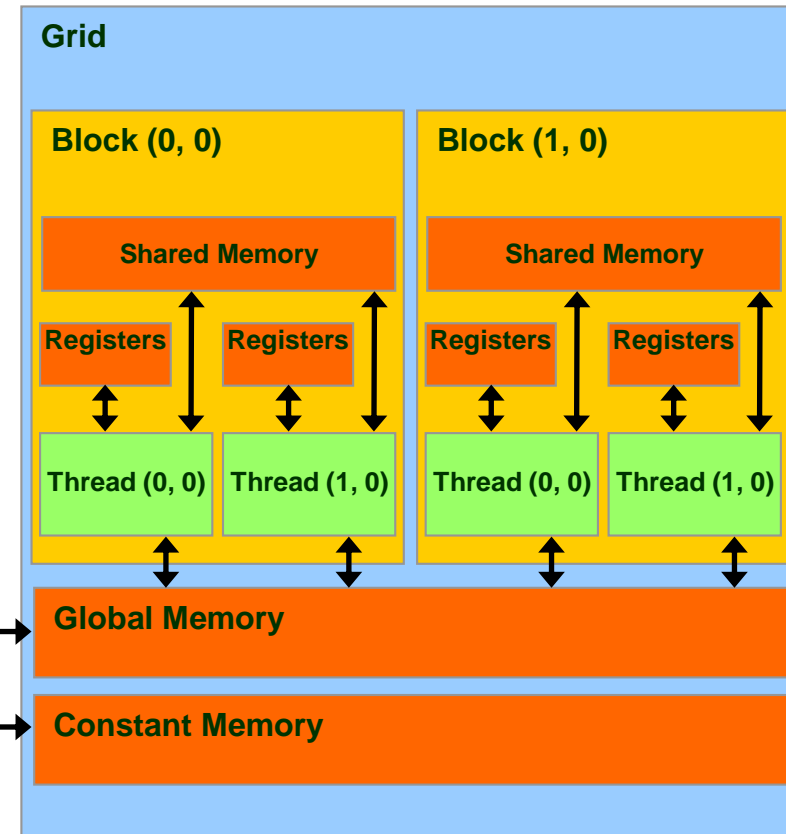 Grid
Block (0, 0)
Block (1, 0)
Shared Memory
Shared Memory
Registers
Registers
Registers
Registers
Thread (0, 0)
Thread (1, 0)
Thread (0, 0)
Thread (1, 0)
Global Memory
Constant Memory